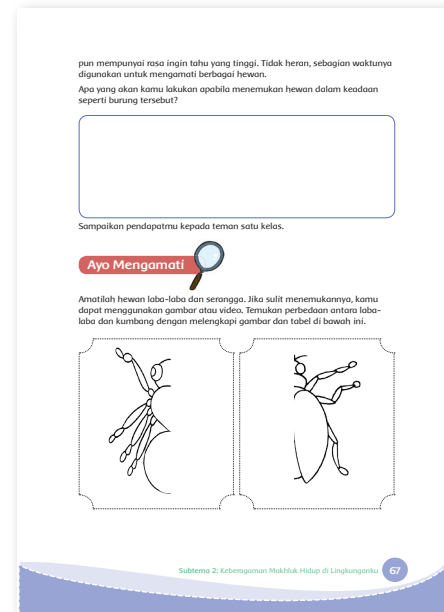 pun mempunyai rasa ingin tahu yang tinggi. Tidak heran, sebagian waktunya
digunakan untuk mengamati berbagai hewan.
Apa yang akan kamu lakukan apabila menemukan hewan dalam keadaan
seperti burung tersebut?
Sampaikan pendapatmu kepada teman satu kelas.
Ayo Mengamati
Amatilah hewan laba-laba dan serangga. Jika sulit menemukannya, kamu
dapat menggunakan gambar atau video. Temukan perbedaan antara laba-
laba dan kumbang dengan melengkapi gambar dan tabel di bawah ini.
Subtema 2: Keberagaman Makhluk Hidup di Lingkunganku 67